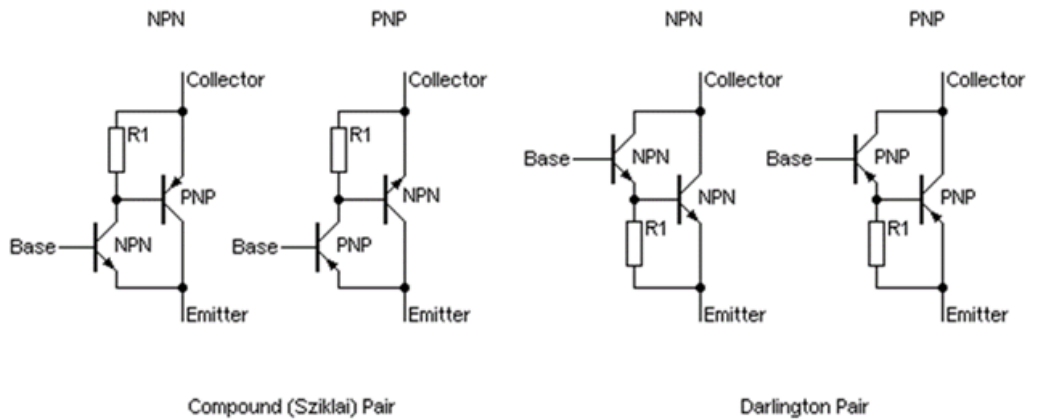 NPN PNP NPN PNP
Collector Collector Collector Collector
R1 R1
Base NPN Base PNP
PNP NPN NPN PNP
R1 R1
Base NPN Base PNP
Emitter Emitter Emitter Emitter
Compound (Sziklai) Pair Darlington Pair